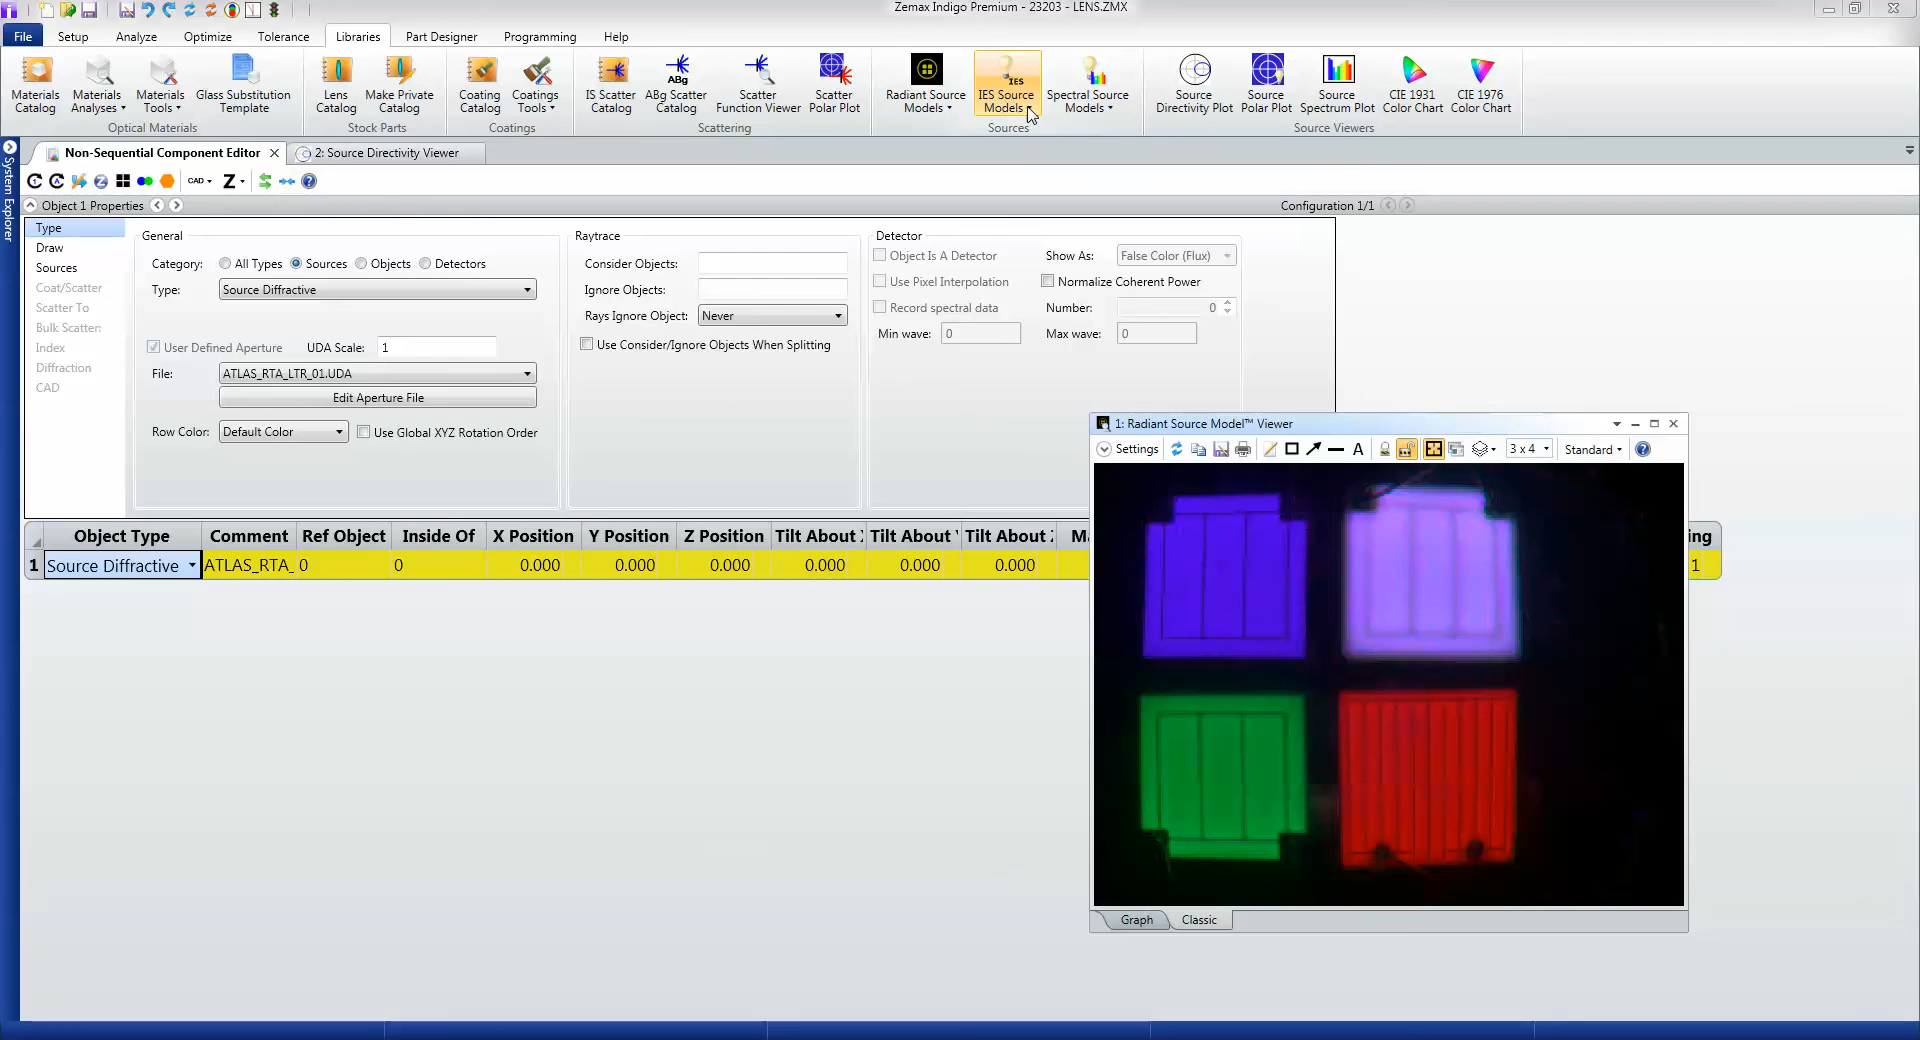 Zemax Indigo Premium - 23203 - LENS.ZMX
File Setup Analyze Optimize Tolerance Libraries Part Designer Programming Help
Materials Catalog
Materials Analyses
Materials Tools
Glass Substitution Template
Optical Materials
Lens Catalog
Make Private Catalog
Stock Parts
Coating Catalog
Coatings Tools
Coatings
IS Scatter Catalog
ABg
ABg Scatter Catalog
Scatter Function Viewer
Scatter Polar Plot
Scattering
Radiant Source Models
IES
IES Source Models
Spectral Source Models
Sources
Source Directivity Plot
Source Polar Plot
Source Spectrum Plot
CIE 1931 Color Chart
CIE 1976 Color Chart
Source Viewers
System Explorer
Non-Sequential Component Editor
2: Source Directivity Viewer
CAD Z
Object 1 Properties
Configuration 1/1
Type
Draw
Sources
Coat/Scatter
Scatter To
Bulk Scatter:
Index
Diffraction
CAD
General
Category: All Types Sources Objects Detectors
Type: Source Diffractive
User Defined Aperture UDA Scale: 1
File: ATLAS_RTA_LTR_01.UDA
Edit Aperture File
Row Color: Default Color Use Global XYZ Rotation Order
Raytrace
Consider Objects:
Ignore Objects:
Rays Ignore Object: Never
Use Consider/Ignore Objects When Splitting
Detector
Object Is A Detector Show As: False Color (Flux)
Use Pixel Interpolation Normalize Coherent Power
Record spectral data Number: 0
Min wave: 0 Max wave: 0
Object Type Comment Ref Object Inside Of X Position Y Position Z Position Tilt About Tilt About Tilt About Ma ing
1 Source Diffractive ATLAS_RTA_ 0 0 0.000 0.000 0.000 0.000 0.000 0.000 1
1: Radiant Source Model™ Viewer
Settings A 3 x 4 Standard
Graph Classic